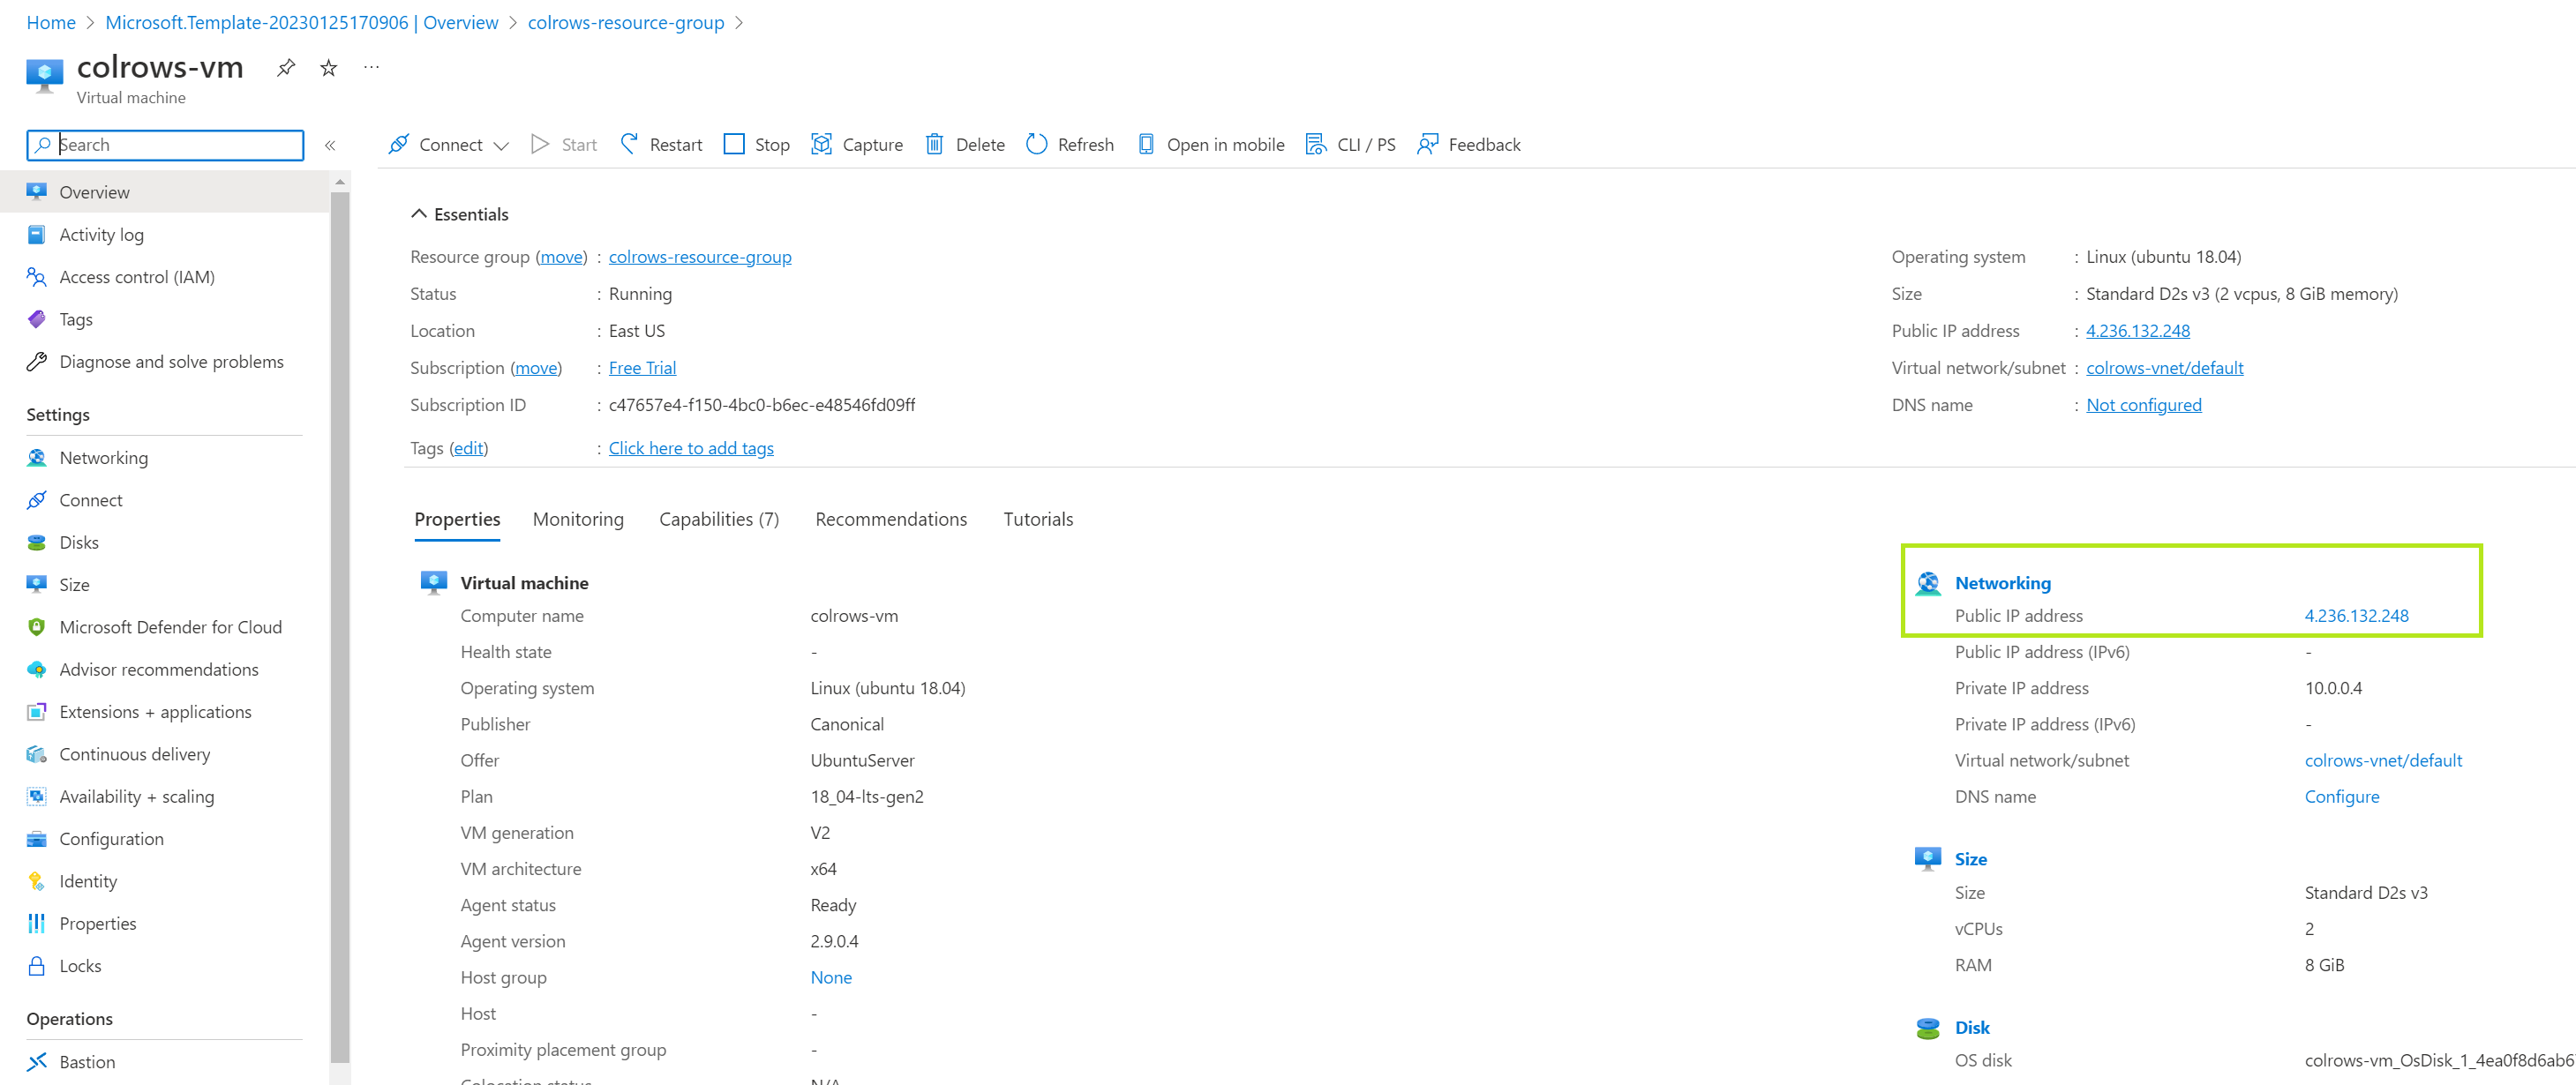 Home > Microsoft.Template-20230125170906 | Overview > colrows-resource-group >
colrows-vm ...
Virtual machine
Search «
Connect Start Restart Stop Capture Delete Refresh Open in mobile CLI / PS Feedback
Overview
Activity log
Access control (IAM)
Tags
Diagnose and solve problems
Settings
Networking
Connect
Disks
Size
Microsoft Defender for Cloud
Advisor recommendations
Extensions + applications
Continuous delivery
Availability + scaling
Configuration
Identity
Properties
Locks
Operations
Bastion
Essentials
Resource group (move) : colrows-resource-group
Status : Running
Location : East US
Subscription (move) : Free Trial
Subscription ID : c47657e4-f150-4bc0-b6ec-e48546fd09ff
Tags (edit) : Click here to add tags
Operating system : Linux (ubuntu 18.04)
Size : Standard D2s v3 (2 vcpus, 8 GiB memory)
Public IP address : 4.236.132.248
Virtual network/subnet : colrows-vnet/default
DNS name : Not configured
Properties Monitoring Capabilities (7) Recommendations Tutorials
Virtual machine
Computer name colrows-vm
Health state -
Operating system Linux (ubuntu 18.04)
Publisher Canonical
Offer UbuntuServer
Plan 18_04-lts-gen2
VM generation V2
VM architecture x64
Agent status Ready
Agent version 2.9.0.4
Host group None
Host -
Proximity placement group -
Colocation status N/A
Networking
Public IP address 4.236.132.248
Public IP address (IPv6) -
Private IP address 10.0.0.4
Private IP address (IPv6) -
Virtual network/subnet colrows-vnet/default
DNS name Configure
Size
Size Standard D2s v3
vCPUs 2
RAM 8 GiB
Disk
OS disk colrows-vm_OsDisk_1_4ea0f8d6ab6